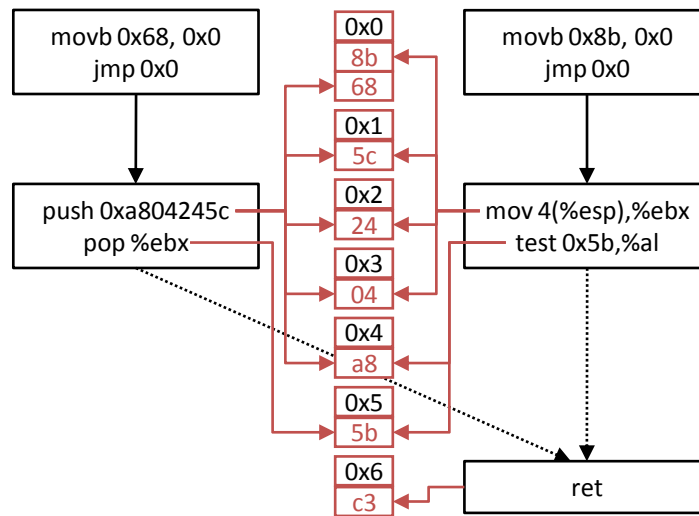 movb 0x68, 0x0
jmp 0x0
push 0xa804245c
pop %ebx
0x0
8b
68
0x1
5c
0x2
24
0x3
04
0x4
a8
0x5
5b
0x6
c3
movb 0x8b, 0x0
jmp 0x0
mov 4(%esp),%ebx
test 0x5b,%al
ret